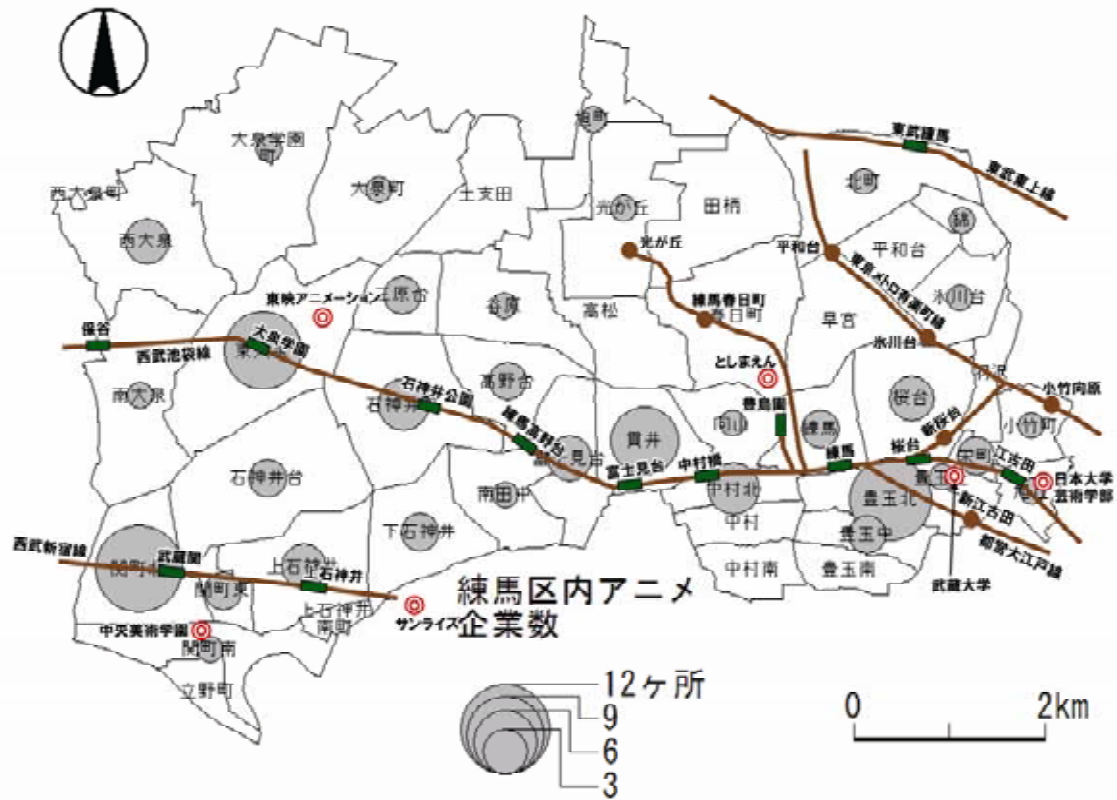 旭町
東武練馬
大泉学園
町
東武東上線
大泉町
北町
西大泉町
土支田
光が丘
田柄
錦
西大泉
光が丘
平和台
平和台
東映アニメーション
三原台
谷原
高松
練馬春日町
春日町
東京メトロ有楽町線
氷川台
早宮
保谷
西武池袋線
大泉学園
氷川台
としまえん
南大泉
高野台
石神井公園
豊島園
桜台
小竹向原
練馬高野台
向山
練馬
新桜台
小竹町
貫井
富士見台
中村橋
練馬
桜台
栄町
江古田
石神井台
富士見台
南田中
中村北
豊玉北
日本大学
芸術学部
新江古田
下石神井
中村
豊玉中
都営大江戸線
西武新宿線
武蔵関
関町北
上石神井
上石神井
中村南
豊玉南
武蔵大学
関町東
上石神井
南町
サンライズ
練馬区内アニメ
企業数
中央美術学園
関町南
立野町
12ヶ所
9
6
3
0
2km